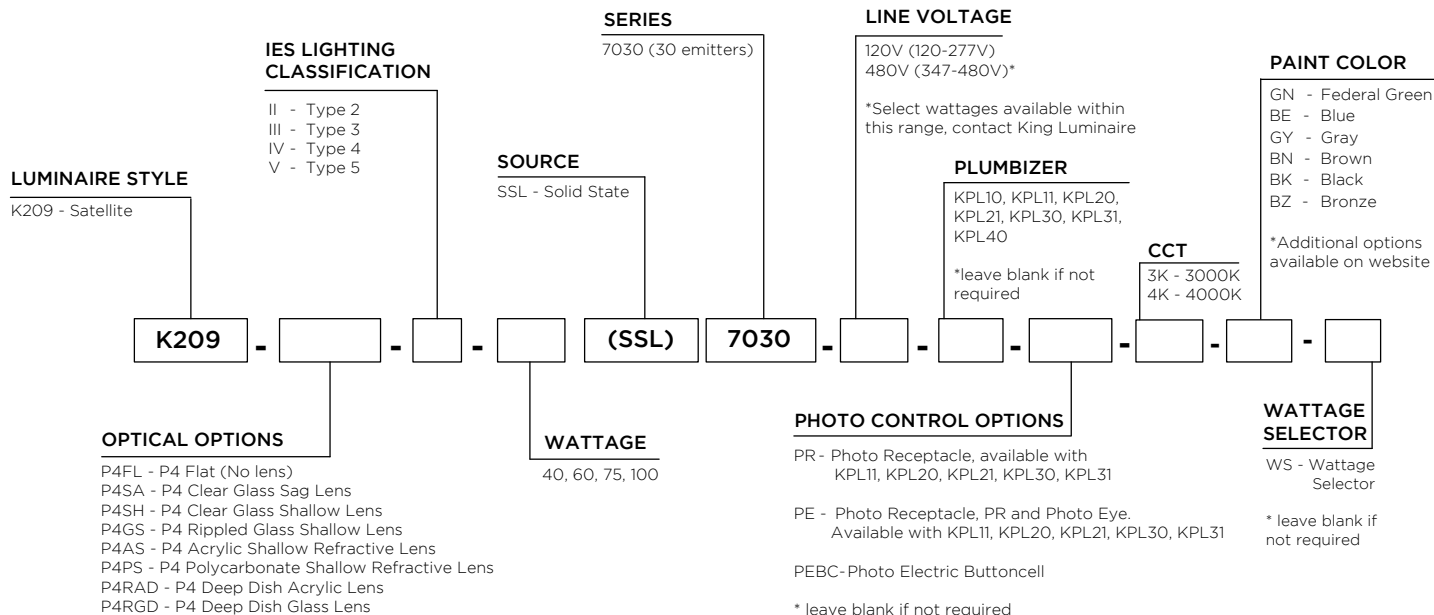 LUMINAIRE STYLE
K209 - Satellite
IES LIGHTING
CLASSIFICATION
II - Type 2
III - Type 3
IV - Type 4
V - Type 5
SOURCE
SSL - Solid State
SERIES
7030 (30 emitters)
LINE VOLTAGE
120V (120-277V)
480V (347-480V)*
*Select wattages available within
this range, contact King Luminaire
PLUMBIZER
KPL10, KPL11, KPL20,
KPL21, KPL30, KPL31,
KPL40
*leave blank if not
required
CCT
3K - 3000K
4K - 4000K
PAINT COLOR
GN - Federal Green
BE - Blue
GY - Gray
BN - Brown
BK - Black
BZ - Bronze
*Additional options
available on website
K209 - - - (SSL) 7030 - - - - - -
OPTICAL OPTIONS
P4FL - P4 Flat (No lens)
P4SA - P4 Clear Glass Sag Lens
P4SH - P4 Clear Glass Shallow Lens
P4GS - P4 Rippled Glass Shallow Lens
P4AS - P4 Acrylic Shallow Refractive Lens
P4PS - P4 Polycarbonate Shallow Refractive Lens
P4RAD - P4 Deep Dish Acrylic Lens
P4RGD - P4 Deep Dish Glass Lens
WATTAGE
40, 60, 75, 100
PHOTO CONTROL OPTIONS
PR - Photo Receptacle, available with
KPL11, KPL20, KPL21, KPL30, KPL31
PE - Photo Receptacle, PR and Photo Eye.
Available with KPL11, KPL20, KPL21, KPL30, KPL31
PEBC-Photo Electric Buttoncell
* leave blank if not required
WATTAGE
SELECTOR
WS - Wattage
Selector
* leave blank if
not required